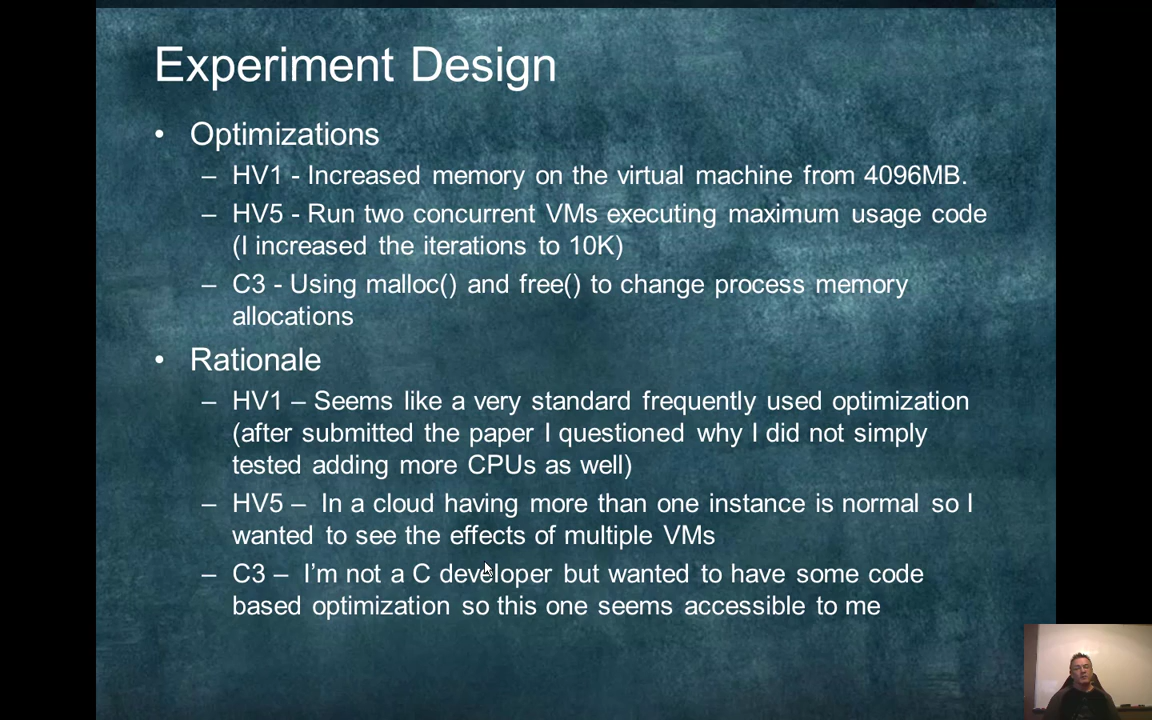 Experiment Design
• Optimizations
– HV1 - Increased memory on the virtual machine from 4096MB.
– HV5 - Run two concurrent VMs executing maximum usage code
(I increased the iterations to 10K)
– C3 - Using malloc() and free() to change process memory
allocations
• Rationale
– HV1 – Seems like a very standard frequently used optimization
(after submitted the paper I questioned why I did not simply
tested adding more CPUs as well)
– HV5 – In a cloud having more than one instance is normal so I
wanted to see the effects of multiple VMs
– C3 – I’m not a C developer but wanted to have some code
based optimization so this one seems accessible to me